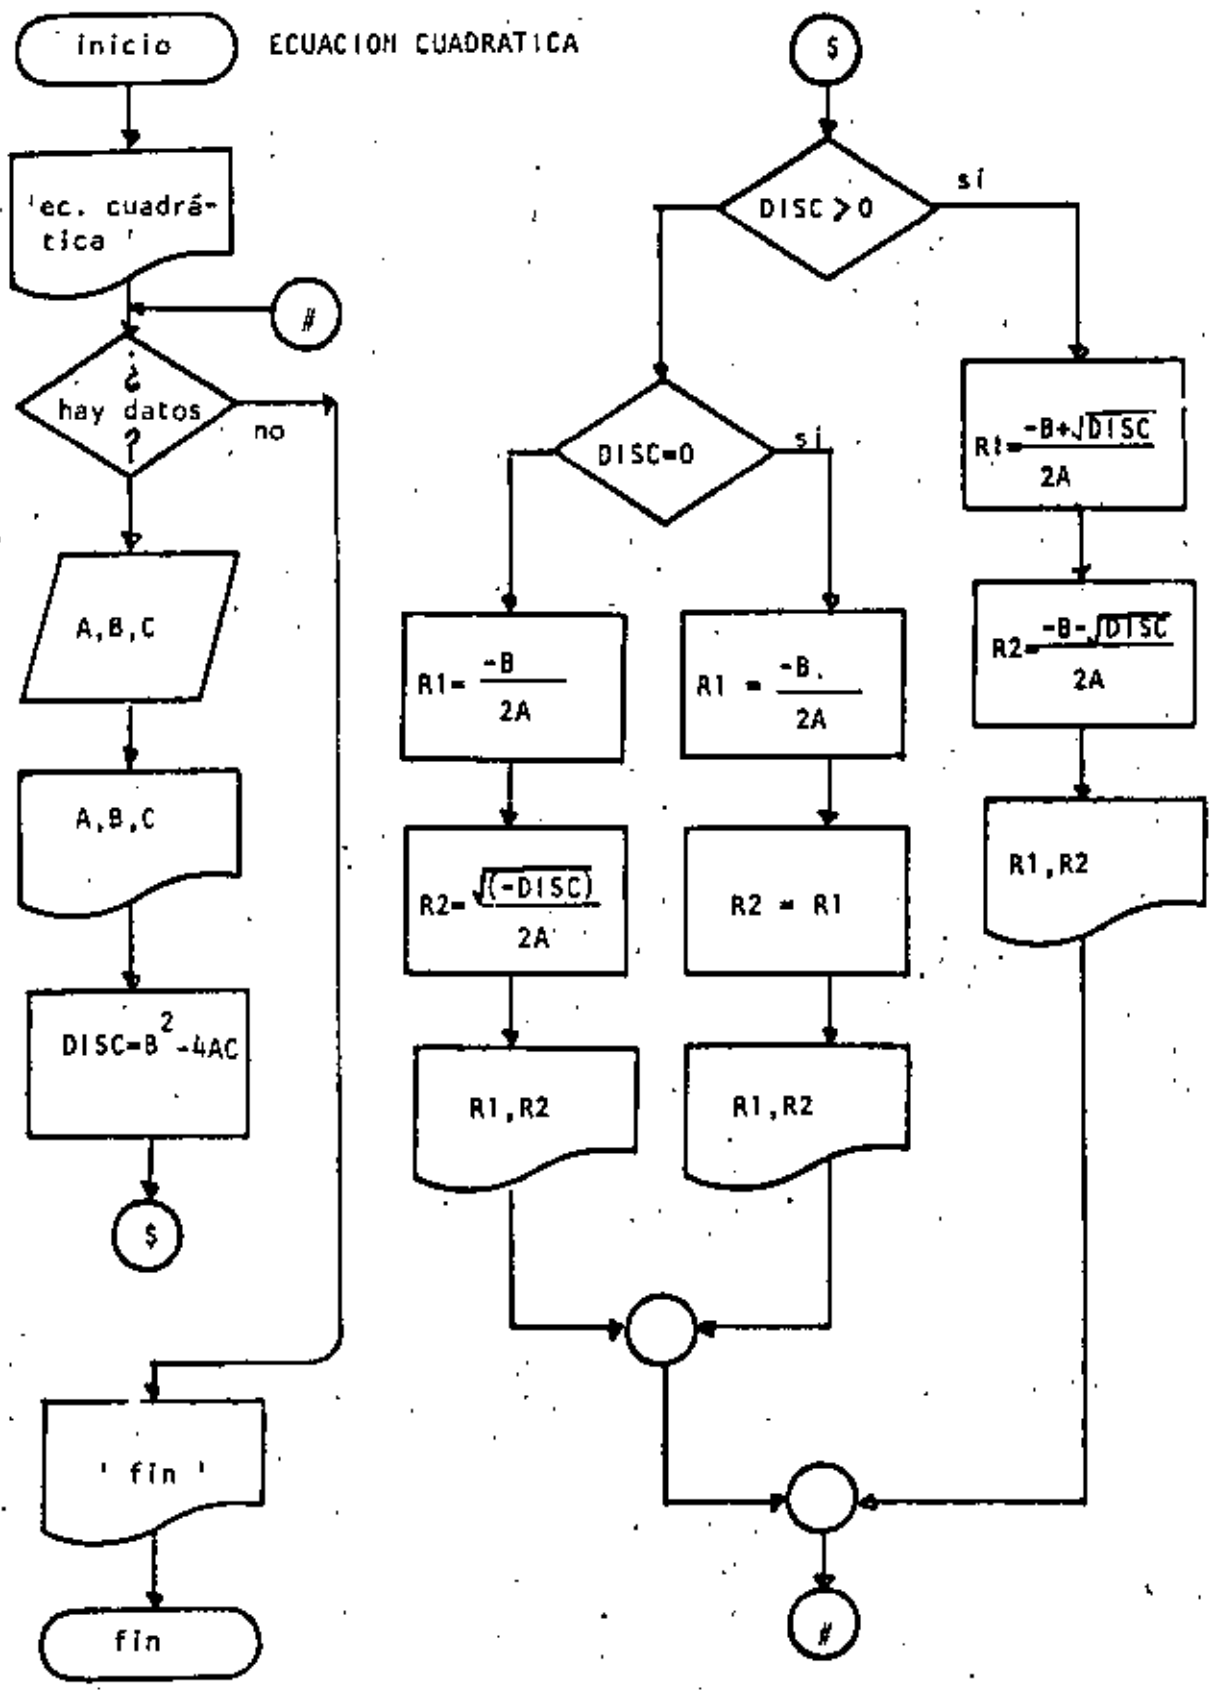 inicio
ECUACION CUADRATICA
'ec. cuadrá-
tica '
#
¿
hay datos
?
no
A,B,C
A,B,C
DISC=B²-4AC
$
' fin '
fin
$
DISC>0
sí
DISC=0
sí
R1=-B+√DISC
2A
R2=-B-√DISC
2A
R1,R2
R1= -B
2A
R2=√(-DISC)
2A
R1,R2
R1 = -B
2A
R2 = R1
R1,R2
#